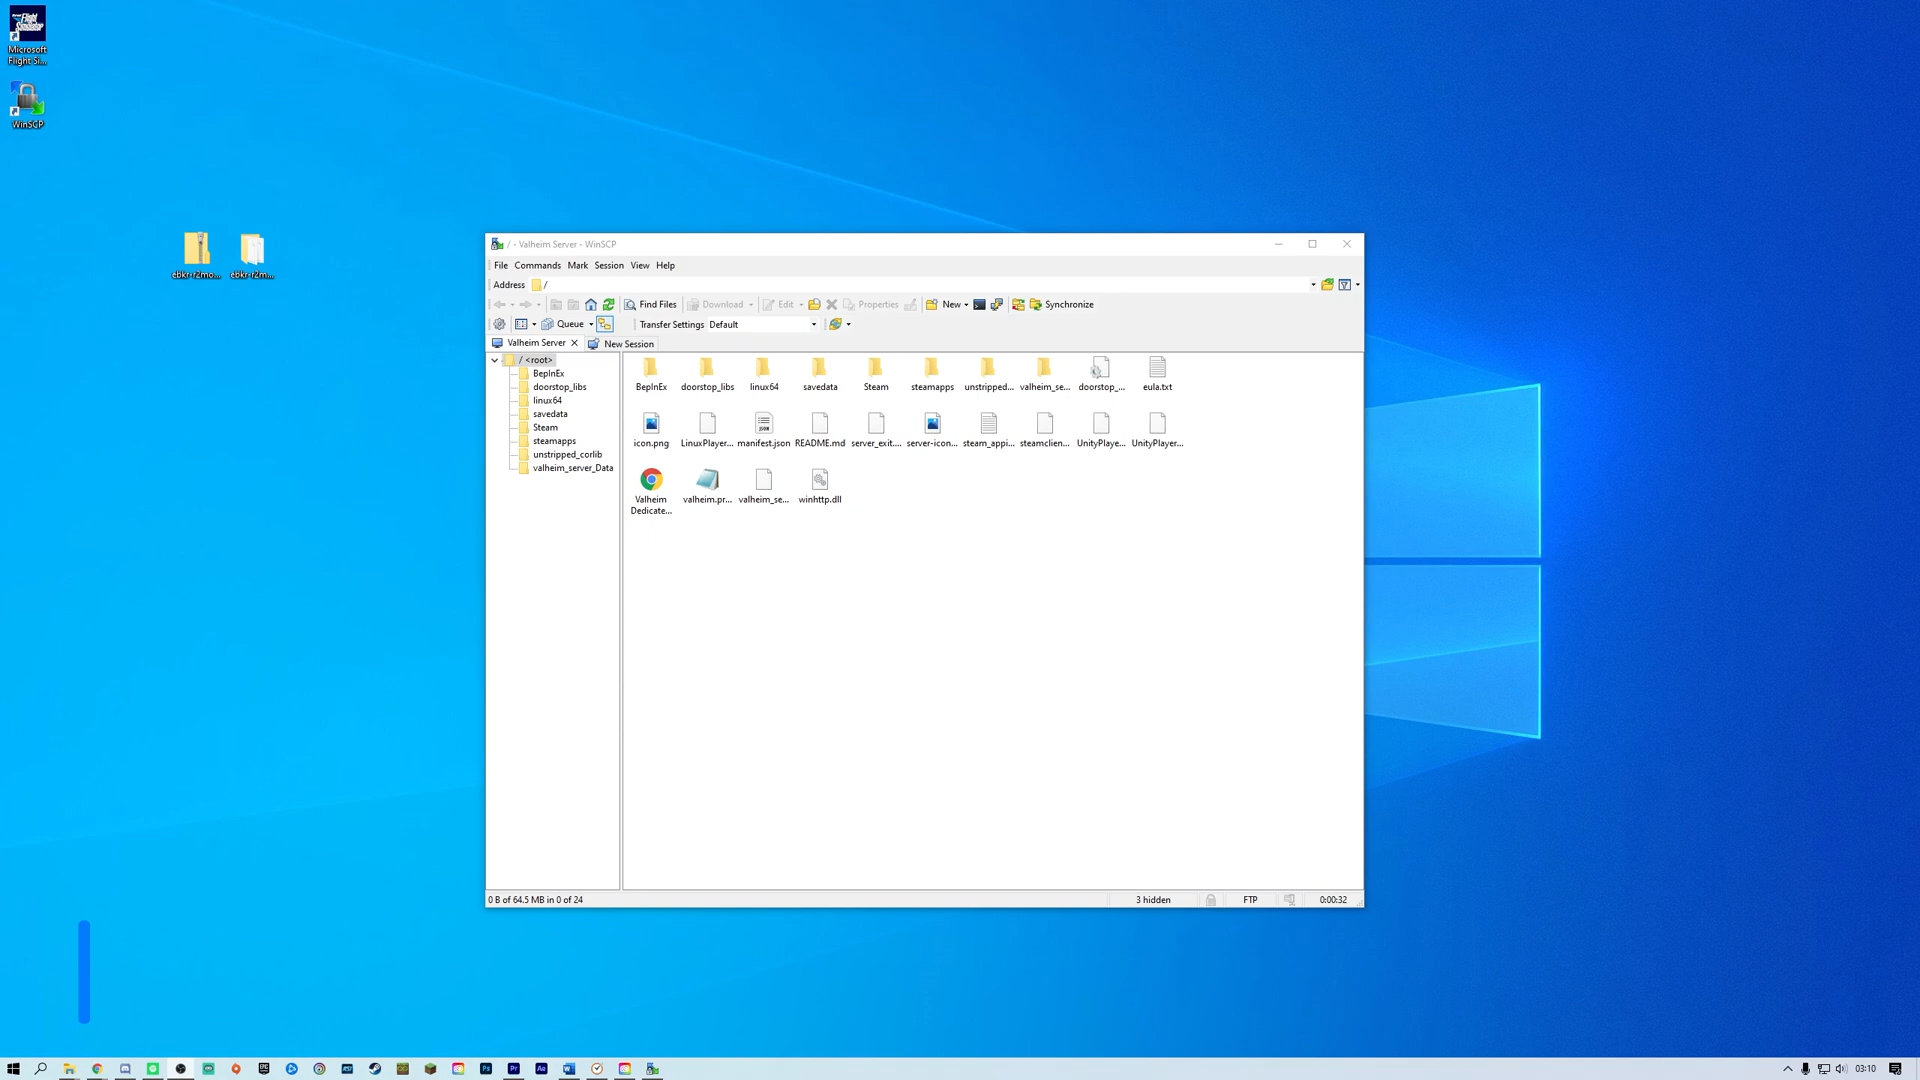 Microsoft
Flight Si...
WinSCP
ebkr-r2mo...
ebkr-r2m...
/ - Valheim Server - WinSCP
File Commands Mark Session View Help
Address /
Find Files Download Edit Properties New Synchronize
Queue Transfer Settings Default
Valheim Server New Session
/ <root>
BepInEx
doorstop_libs
linux64
savedata
Steam
steamapps
unstripped_corlib
valheim_server_Data
BepInEx doorstop_libs linux64 savedata Steam steamapps unstripped... valheim_se... doorstop_... eula.txt
icon.png LinuxPlayer... manifest.json README.md server_exit.... server-icon... steam_appi... steamclien... UnityPlaye... UnityPlayer...
Valheim
Dedicate... valheim.pr... valheim_se... winhttp.dll
0 B of 64.5 MB in 0 of 24 3 hidden FTP 0:00:32
03:10